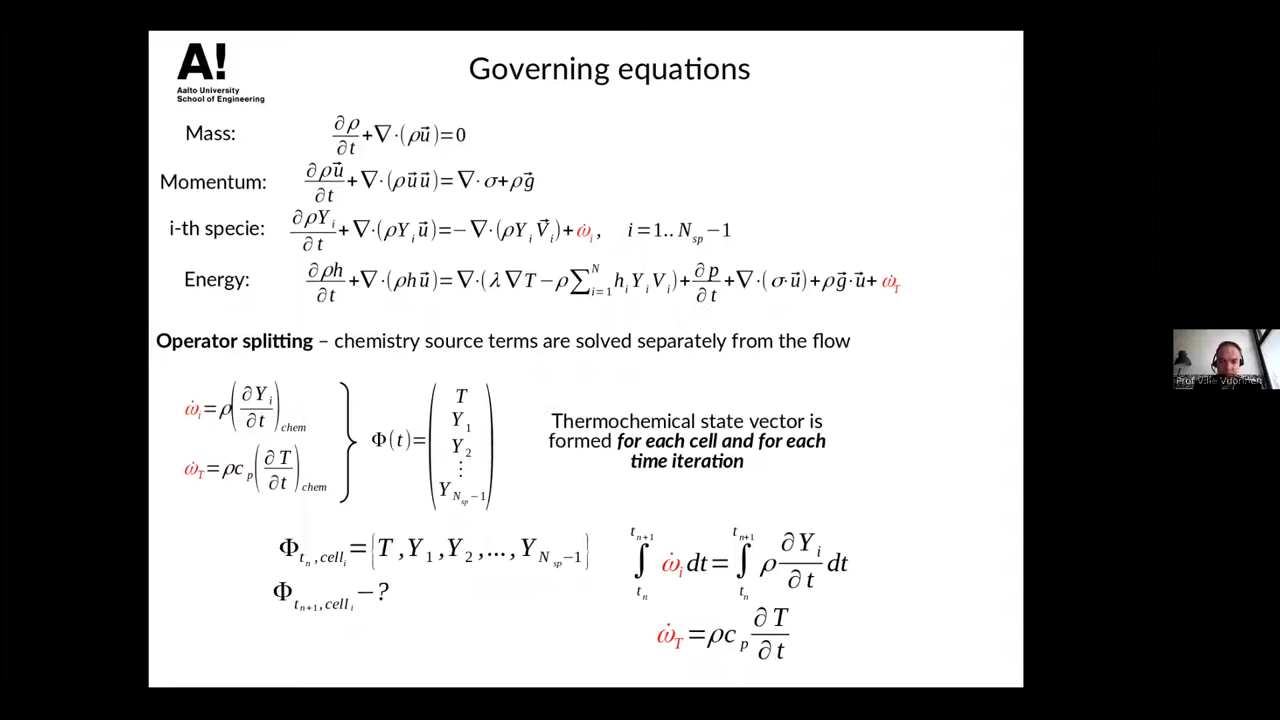 A!
Aalto University
School of Engineering
Governing equations
Mass: ∂ρ/∂t + ∇·(ρu⃗) = 0
Momentum: ∂ρu⃗/∂t + ∇·(ρu⃗u⃗) = ∇·σ + ρg⃗
i-th specie: ∂ρY_i/∂t + ∇·(ρY_i u⃗) = −∇·(ρY_i V⃗_i) + ω̇_i, i=1..N_sp−1
Energy: ∂ρh/∂t + ∇·(ρhu⃗) = ∇·(λ∇T − ρ∑_{i=1}^{N} h_i Y_i V_i) + ∂p/∂t + ∇·(σ·u⃗) + ρg⃗·u⃗ + ω̇_T
Operator splitting – chemistry source terms are solved separately from the flow
ω̇_i = ρ(∂Y_i/∂t)_chem
ω̇_T = ρc_p(∂T/∂t)_chem
Φ(t) = (T Y_1 Y_2 ⋮ Y_{N_sp−1})
Thermochemical state vector is
formed for each cell and for each
time iteration
Φ_{t_n, cell_i} = {T, Y_1, Y_2, ..., Y_{N_sp−1}}
Φ_{t_{n+1}, cell_i} − ?
∫_{t_n}^{t_{n+1}} ω̇_i dt = ∫_{t_n}^{t_{n+1}} ρ ∂Y_i/∂t dt
ω̇_T = ρc_p ∂T/∂t
Prof Ville Vuorinen